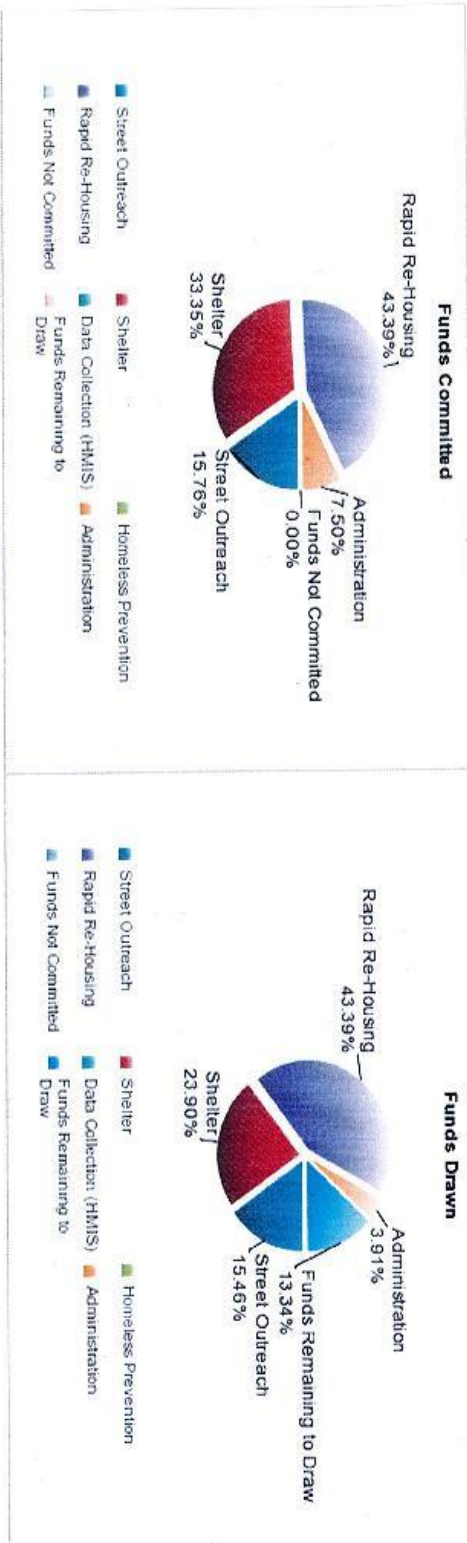 Funds Committed
Rapid Re-Housing
43.39%
Administration
7.50%
Funds Not Committed
0.00%
Shelter
33.35%
Street Outreach
15.76%
Street Outreach
Shelter
Homeless Prevention
Rapid Re-Housing
Data Collection (HMIS)
Administration
Funds Not Committed
Funds Remaining to
Draw
Funds Drawn
Rapid Re-Housing
43.39%
Administration
3.91%
Funds Remaining to Draw
13.34%
Street Outreach
15.46%
Shelter
23.90%
Street Outreach
Shelter
Homeless Prevention
Rapid Re-Housing
Data Collection (HMIS)
Administration
Funds Not Committed
Funds Remaining to
Draw